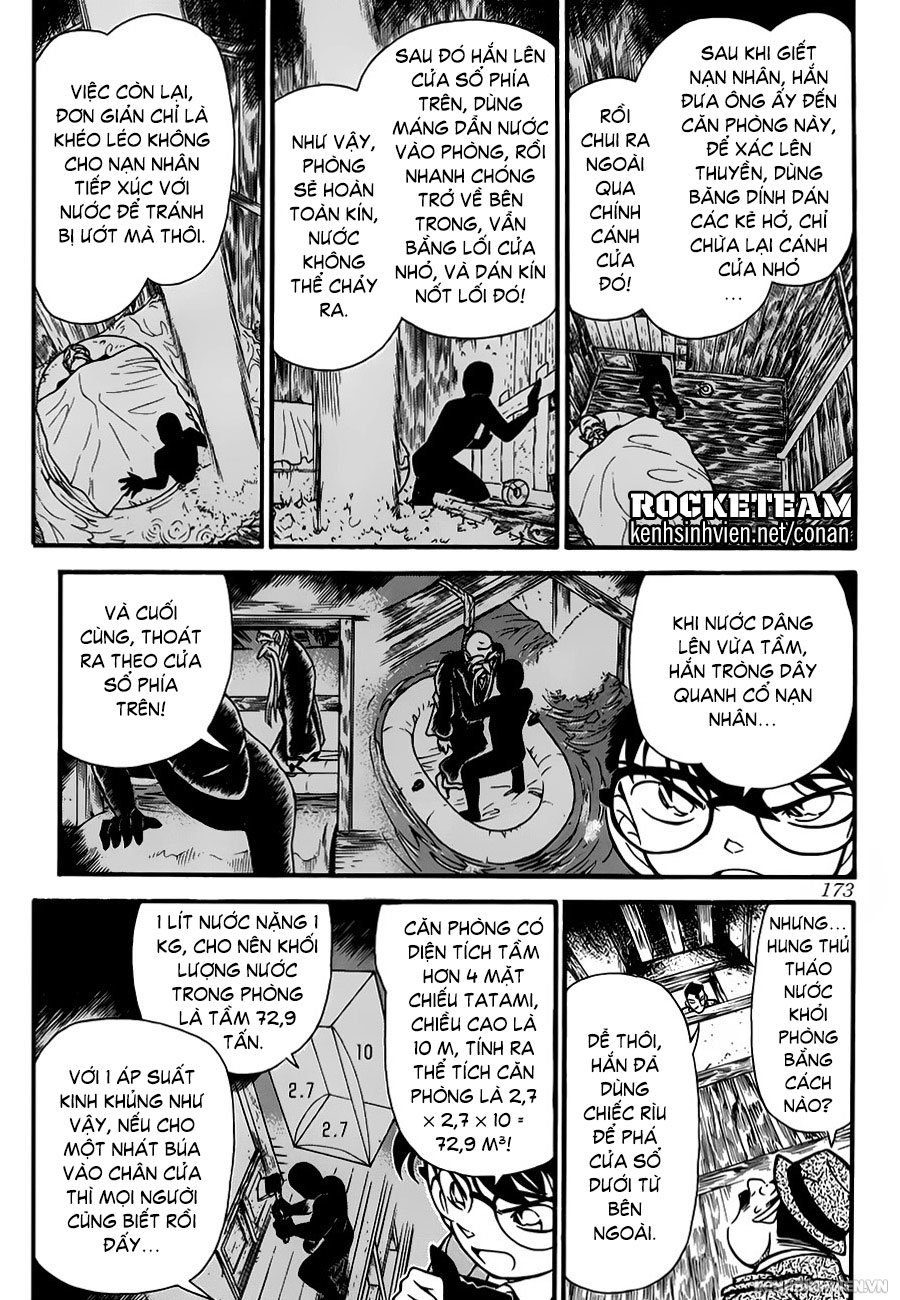 SAU KHI GIẾT
NẠN NHÂN, HẮN
ĐƯA ÔNG ẤY ĐẾN
CĂN PHÒNG NÀY,
ĐỂ XÁC LÊN
THUYỀN, DÙNG
BĂNG DÍNH DÁN
CÁC KẼ HỞ, CHỈ
CHỪA LẠI CÁNH
CỬA NHỎ
...
RỒI
CHUI RA
NGOÀI QUA
CHÍNH
CÁNH
CỬA
ĐÓ!
SAU ĐÓ HẮN LÊN
CỬA SỔ PHÍA
TRÊN, DÙNG
MÁNG DẪN NƯỚC
VÀO PHÒNG, RỒI
NHANH CHÓNG
TRỞ VỀ BÊN
TRONG, VẪN
BẰNG LỐI CỬA
NHỎ, VÀ DÁN KÍN
NỐT LỐI ĐÓ!
NHƯ VẬY,
PHÒNG
SẼ HOÀN
TOÀN KÍN,
NƯỚC
KHÔNG
THỂ CHẢY
RA.
VIỆC CÒN LẠI,
ĐƠN GIẢN CHỈ LÀ
KHÉO LÉO KHÔNG
CHO NẠN NHÂN
TIẾP XÚC VỚI
NƯỚC ĐỂ TRÁNH
BỊ ƯỚT MÀ THÔI.
ROCKETEAM
kenhsinhvien.net/conan
KHI NƯỚC DÂNG
LÊN VỪA TẦM,
HẮN TRÒNG DÂY
QUANH CỔ NẠN
NHÂN...
VÀ CUỐI
CÙNG, THOÁT
RA THEO CỬA
SỔ PHÍA
TRÊN!
173
NHƯNG...
HUNG THỦ
THÁO
NƯỚC
KHỎI
PHÒNG
BẰNG
CÁCH
NÀO?
DỄ THÔI,
HẮN ĐÃ
DÙNG
CHIẾC RÌU
ĐỂ PHÁ
CỬA SỔ
DƯỚI TỪ
BÊN
NGOÀI.
CĂN PHÒNG CÓ
DIỆN TÍCH TẦM
HƠN 4 MẶT
CHIẾU TATAMI,
CHIỀU CAO LÀ
10 M, TÍNH RA
THỂ TÍCH CĂN
PHÒNG LÀ 2,7
× 2,7 × 10 =
72,9 M³!
1 LÍT NƯỚC NẶNG 1
KG, CHO NÊN KHỐI
LƯỢNG NƯỚC
TRONG PHÒNG
LÀ TẦM 72,9
TẤN.
10
2.7
2.7
VỚI 1 ÁP SUẤT
KINH KHỦNG NHƯ
VẬY, NẾU CHO
MỘT NHÁT BÚA
VÀO CHÂN CỬA
THÌ MỌI NGƯỜI
CŨNG BIẾT RỒI
ĐẤY...